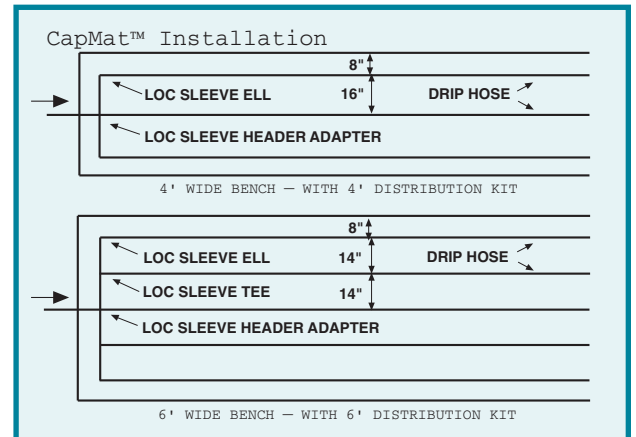 CapMat™ Installation
8"
LOC SLEEVE ELL 16" DRIP HOSE
LOC SLEEVE HEADER ADAPTER
4' WIDE BENCH — WITH 4' DISTRIBUTION KIT
8"
LOC SLEEVE ELL 14" DRIP HOSE
LOC SLEEVE TEE 14"
LOC SLEEVE HEADER ADAPTER
6' WIDE BENCH — WITH 6' DISTRIBUTION KIT